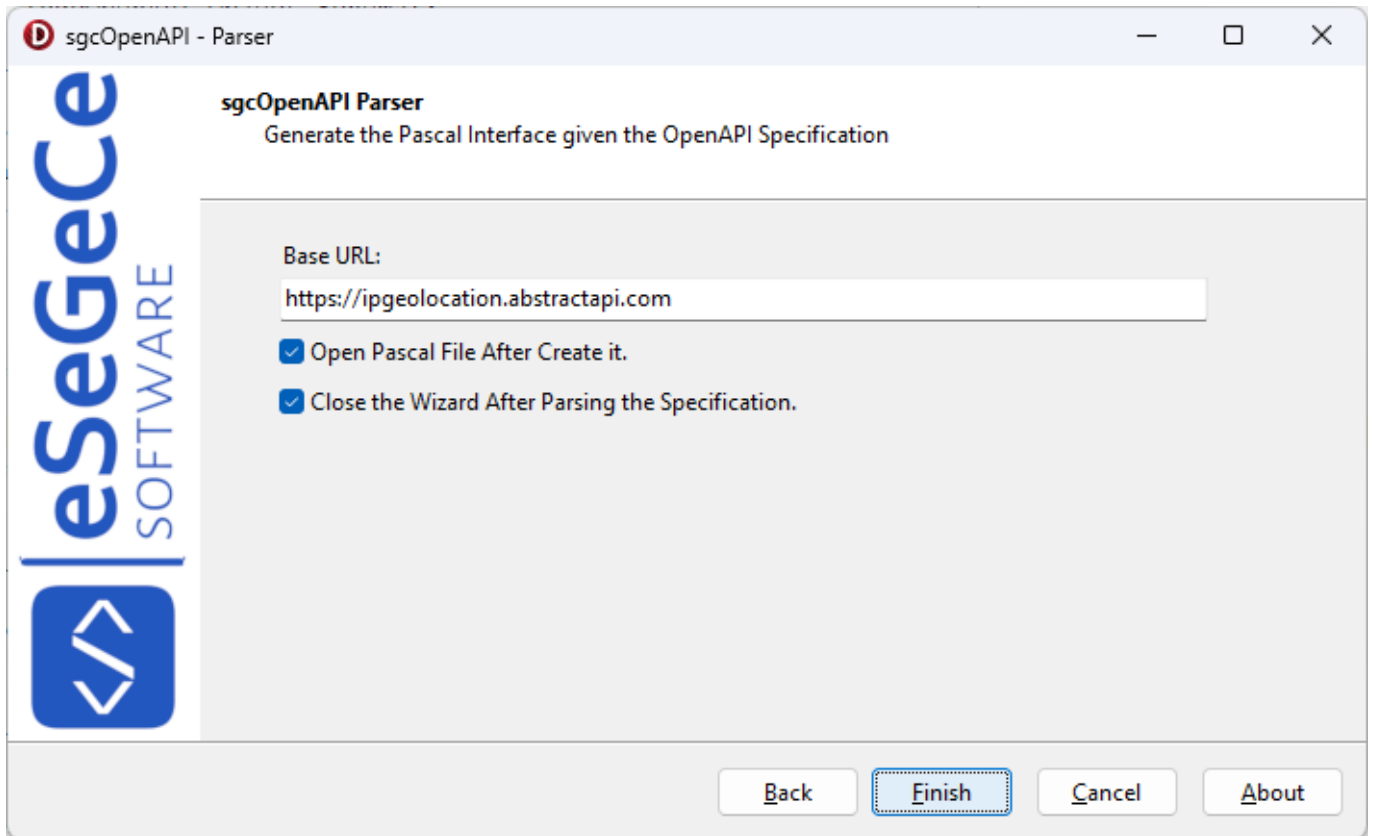 sgcOpenAPI - Parser
eSeGeCe
SOFTWARE
sgcOpenAPI Parser
Generate the Pascal Interface given the OpenAPI Specification
Base URL:
https://ipgeolocation.abstractapi.com
Open Pascal File After Create it.
Close the Wizard After Parsing the Specification.
Back
Finish
Cancel
About